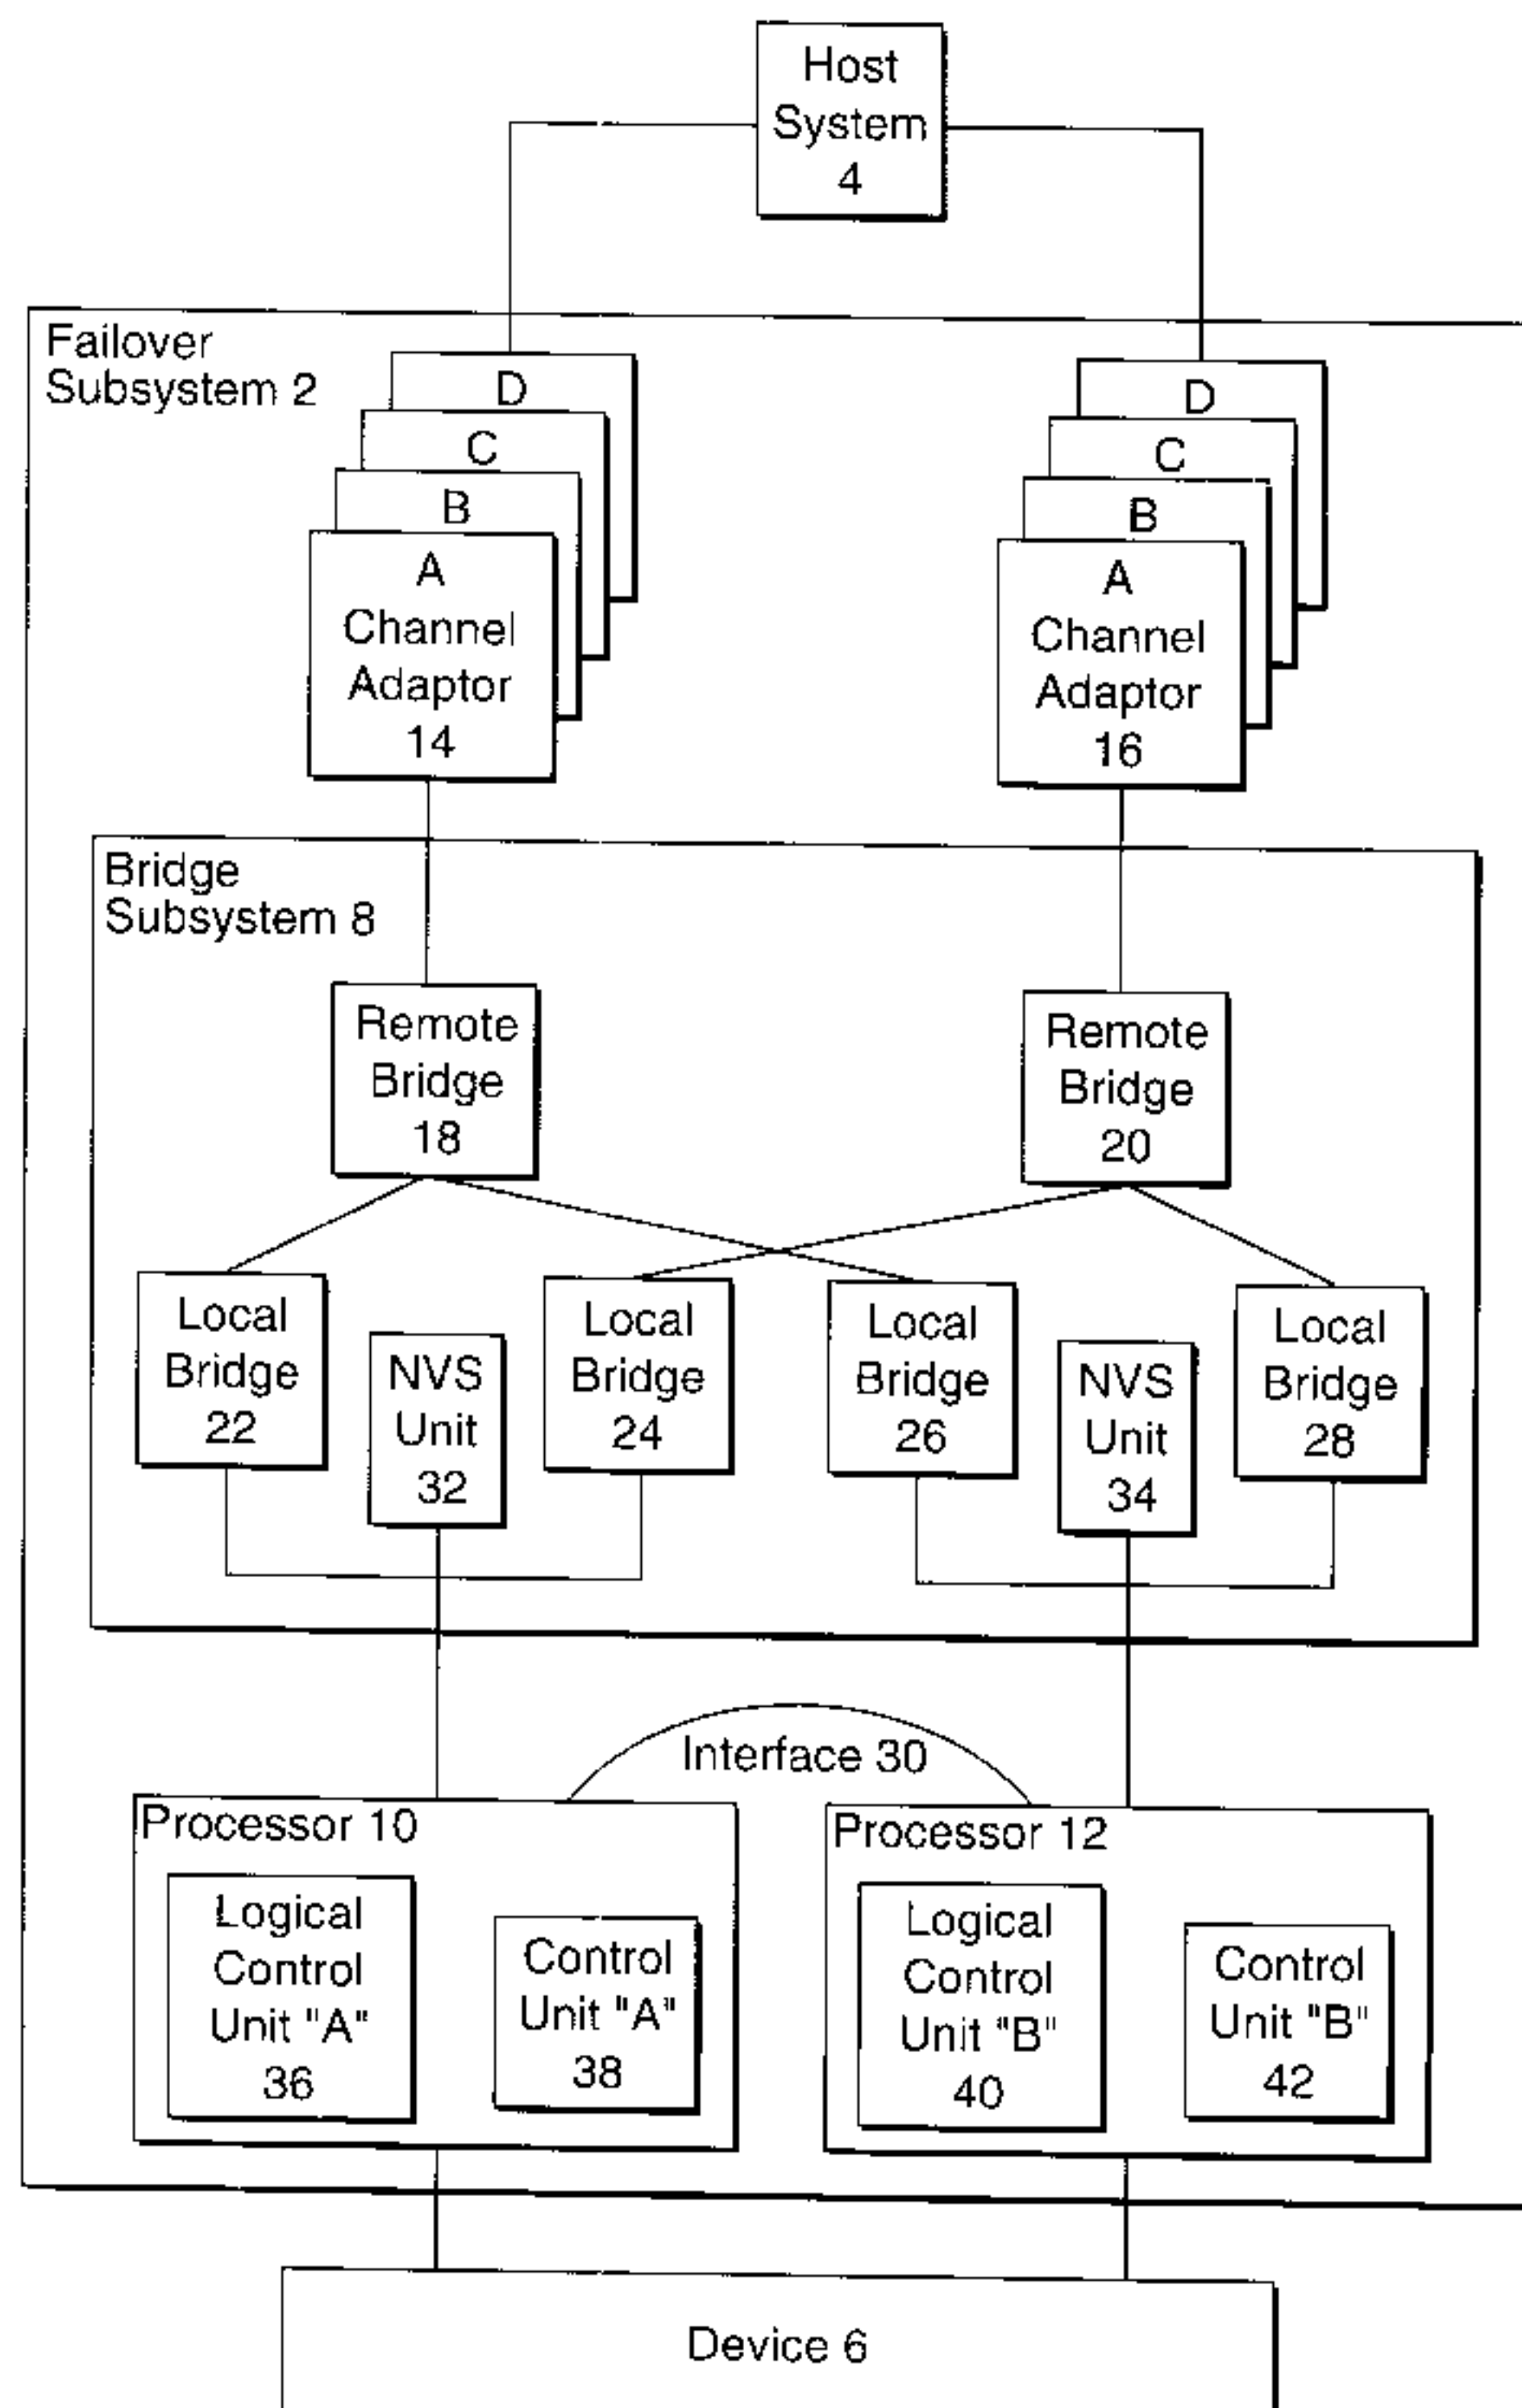 Host
System
4
Failover
Subsystem 2
D
C
B
A
Channel
Adaptor
14
D
C
B
A
Channel
Adaptor
16
Bridge
Subsystem 8
Remote
Bridge
18
Remote
Bridge
20
Local
Bridge
22
NVS
Unit
32
Local
Bridge
24
Local
Bridge
26
NVS
Unit
34
Local
Bridge
28
Interface 30
Processor 10
Logical
Control
Unit "A"
36
Control
Unit "A"
38
Processor 12
Logical
Control
Unit "B"
40
Control
Unit "B"
42
Device 6